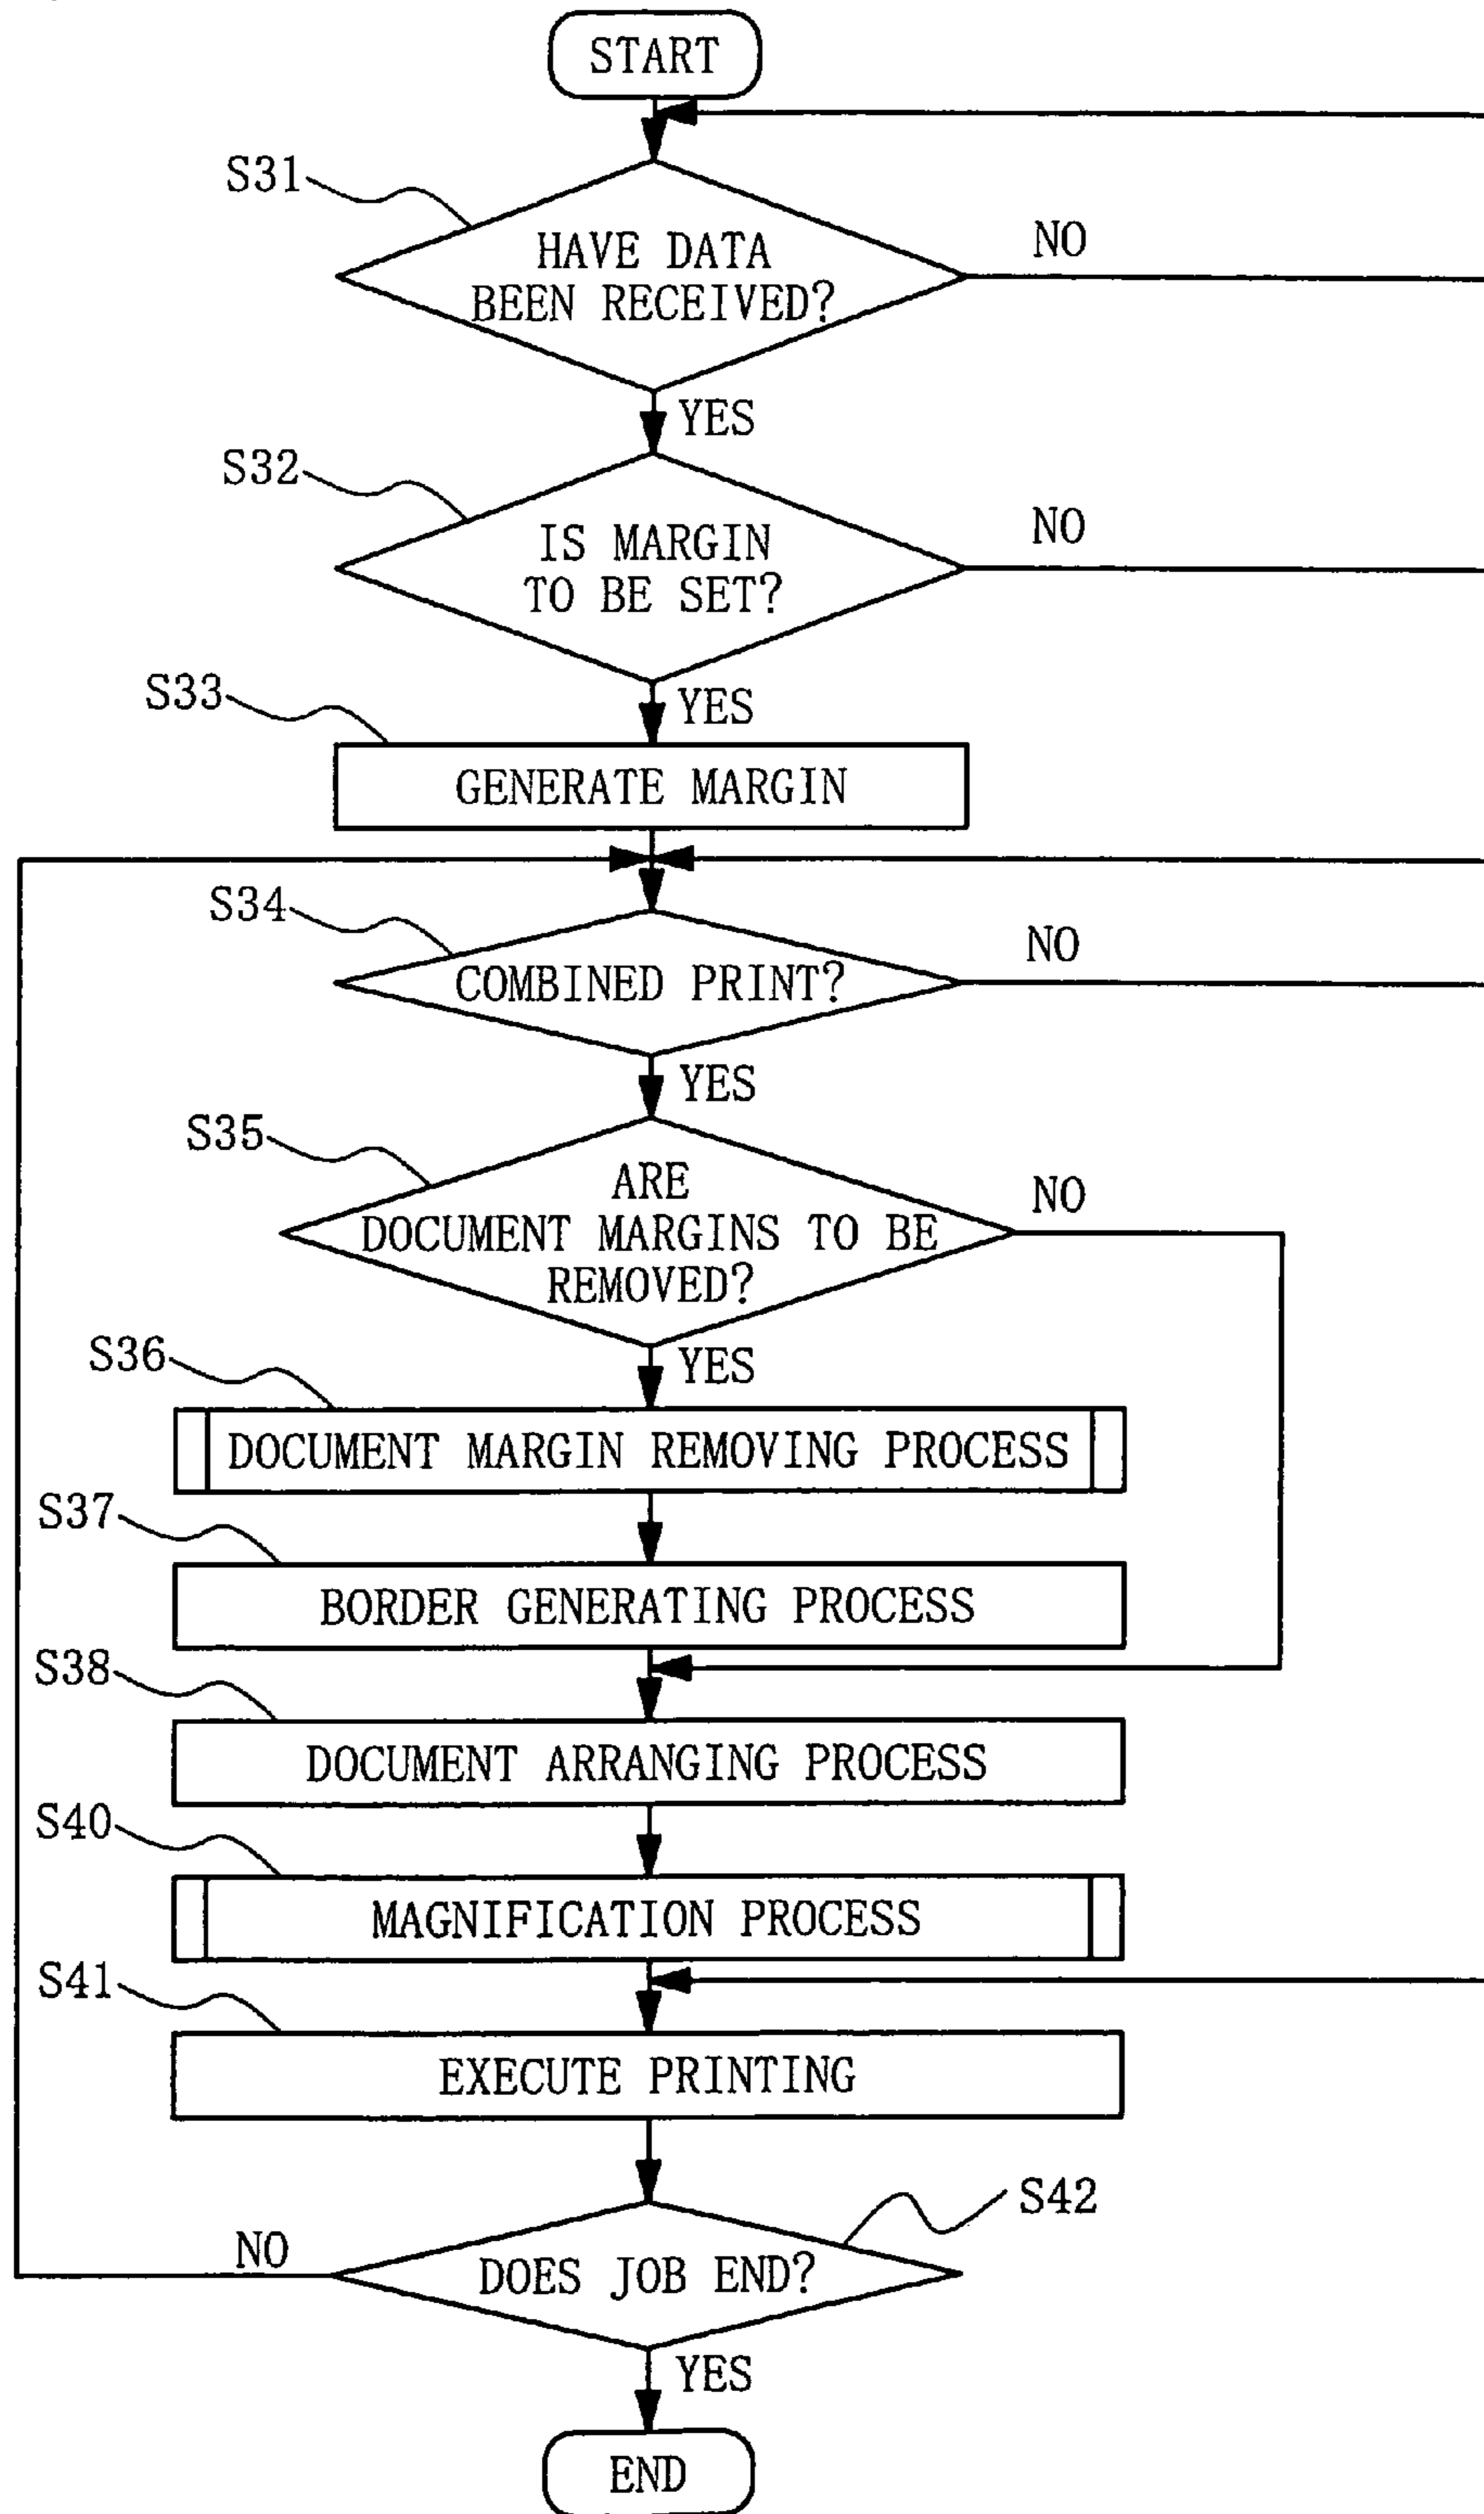 START
S31
HAVE DATA
BEEN RECEIVED?
NO
YES
S32
IS MARGIN
TO BE SET?
NO
YES
S33
GENERATE MARGIN
S34
COMBINED PRINT?
NO
YES
S35
ARE
DOCUMENT MARGINS TO BE
REMOVED?
NO
YES
S36
DOCUMENT MARGIN REMOVING PROCESS
S37
BORDER GENERATING PROCESS
S38
DOCUMENT ARRANGING PROCESS
S40
MAGNIFICATION PROCESS
S41
EXECUTE PRINTING
S42
DOES JOB END?
NO
YES
END